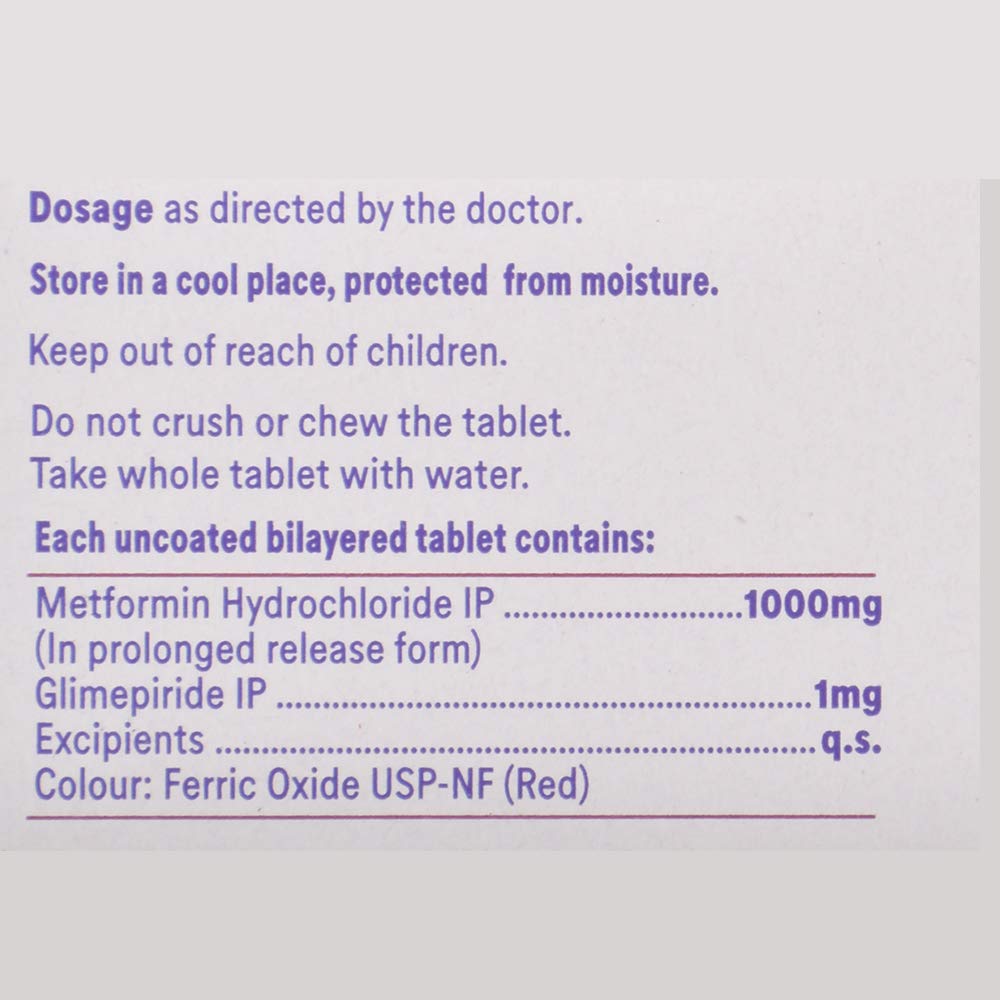 Dosage as directed by the doctor.
Store in a cool place, protected from moisture.
Keep out of reach of children.
Do not crush or chew the tablet.
Take whole tablet with water.
Each uncoated bilayered tablet contains:
Metformin Hydrochloride IP ..........................1000mg
(In prolonged release form)
Glimepiride IP ..........................................................1mg
Excipients ................................................................. q.s.
Colour: Ferric Oxide USP-NF (Red)